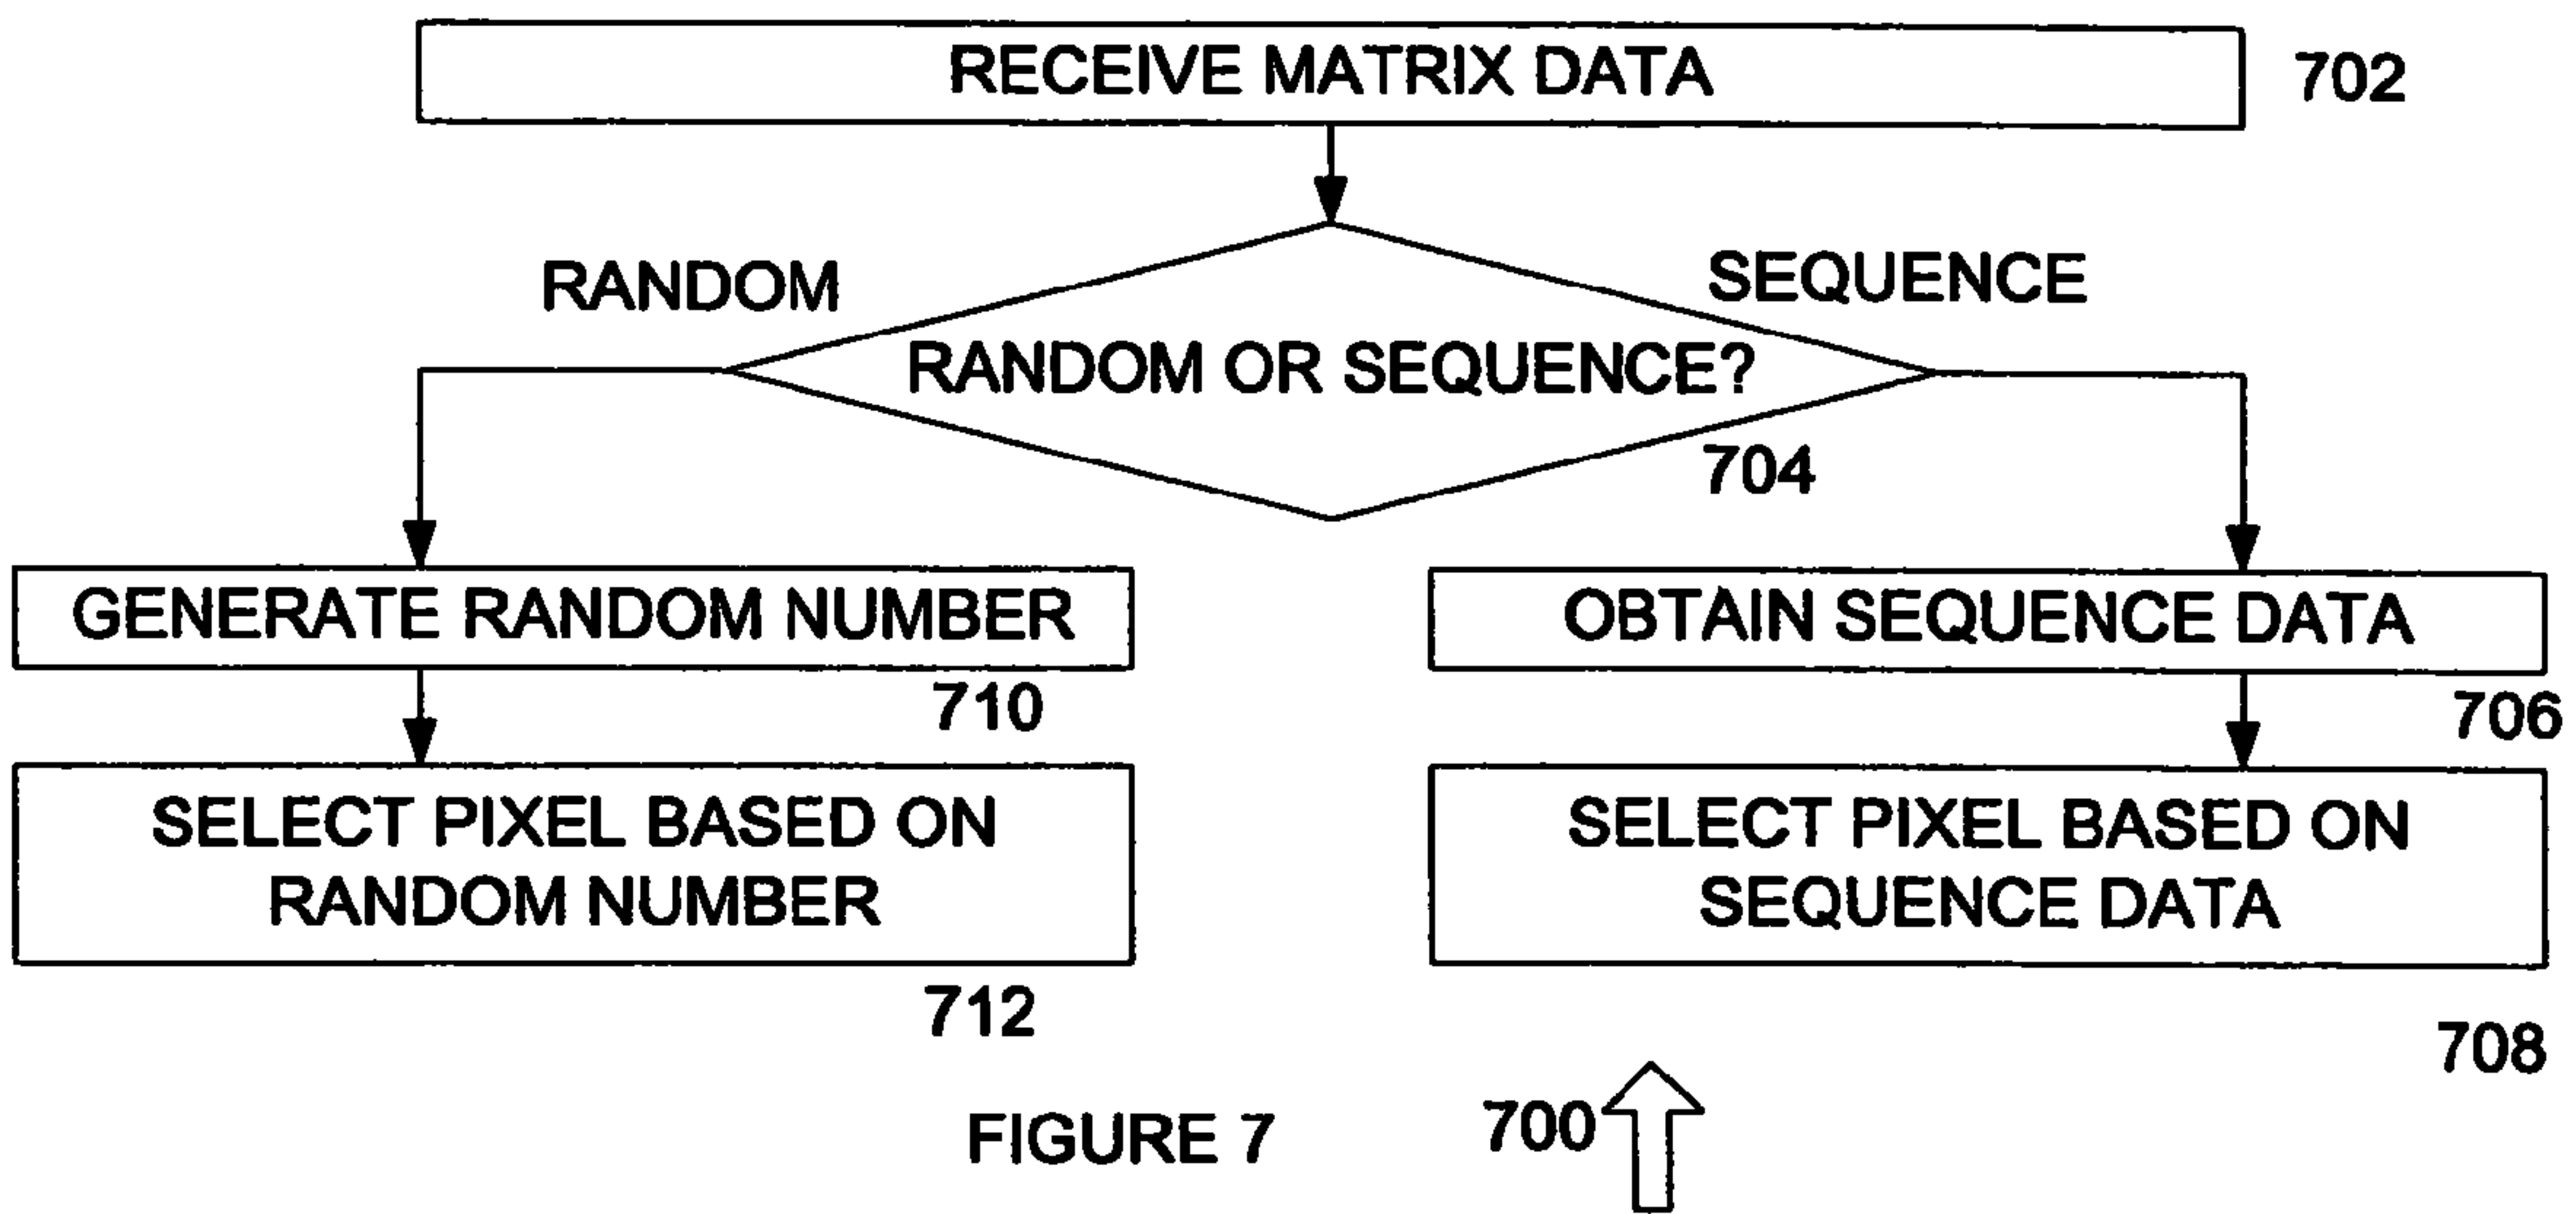 RECEIVE MATRIX DATA
702
RANDOM
SEQUENCE
RANDOM OR SEQUENCE?
704
GENERATE RANDOM NUMBER
710
OBTAIN SEQUENCE DATA
706
SELECT PIXEL BASED ON
RANDOM NUMBER
712
SELECT PIXEL BASED ON
SEQUENCE DATA
708
FIGURE 7
700